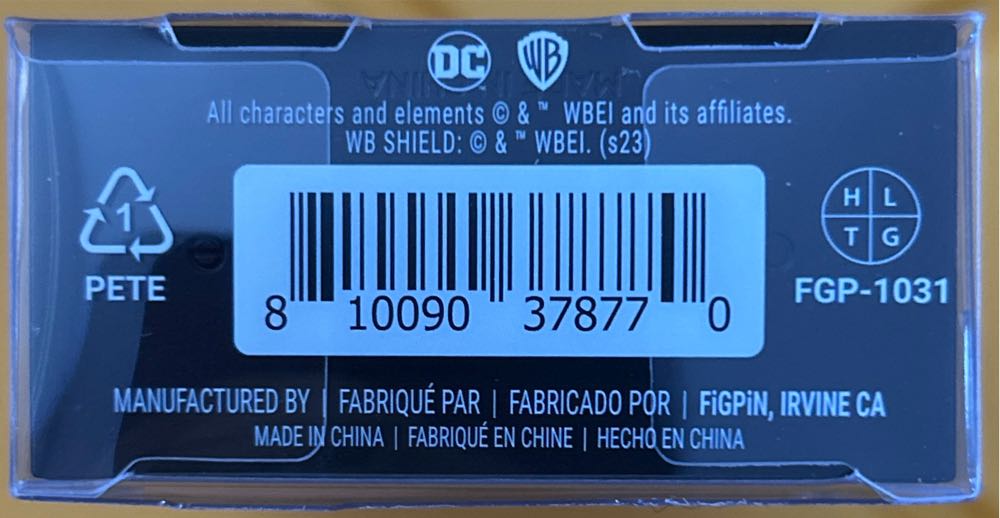 DC WB
All characters and elements © & ™ WBEI and its affiliates.
WB SHIELD: © & ™ WBEI. (s23)
1
PETE
8 10090 37877 0
H L
T G
FGP-1031
MANUFACTURED BY | FABRIQUÉ PAR | FABRICADO POR | FiGPiN, IRVINE CA
MADE IN CHINA | FABRIQUÉ EN CHINE | HECHO EN CHINA